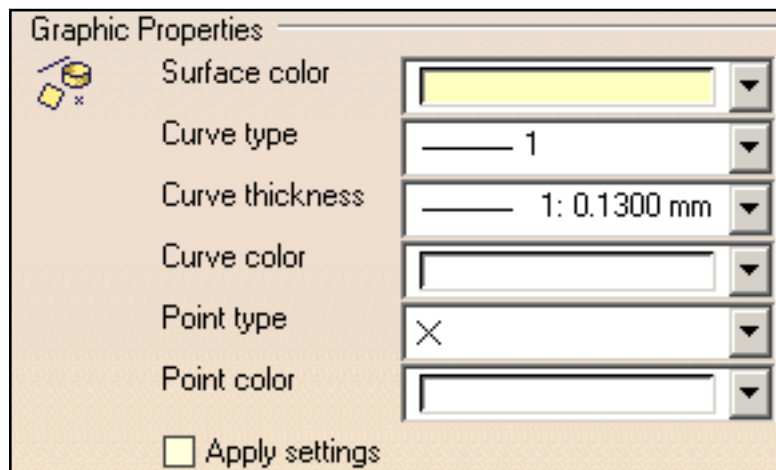 Graphic Properties
Surface color
Curve type 1
Curve thickness 1: 0.1300 mm
Curve color
Point type
Point color
Apply settings